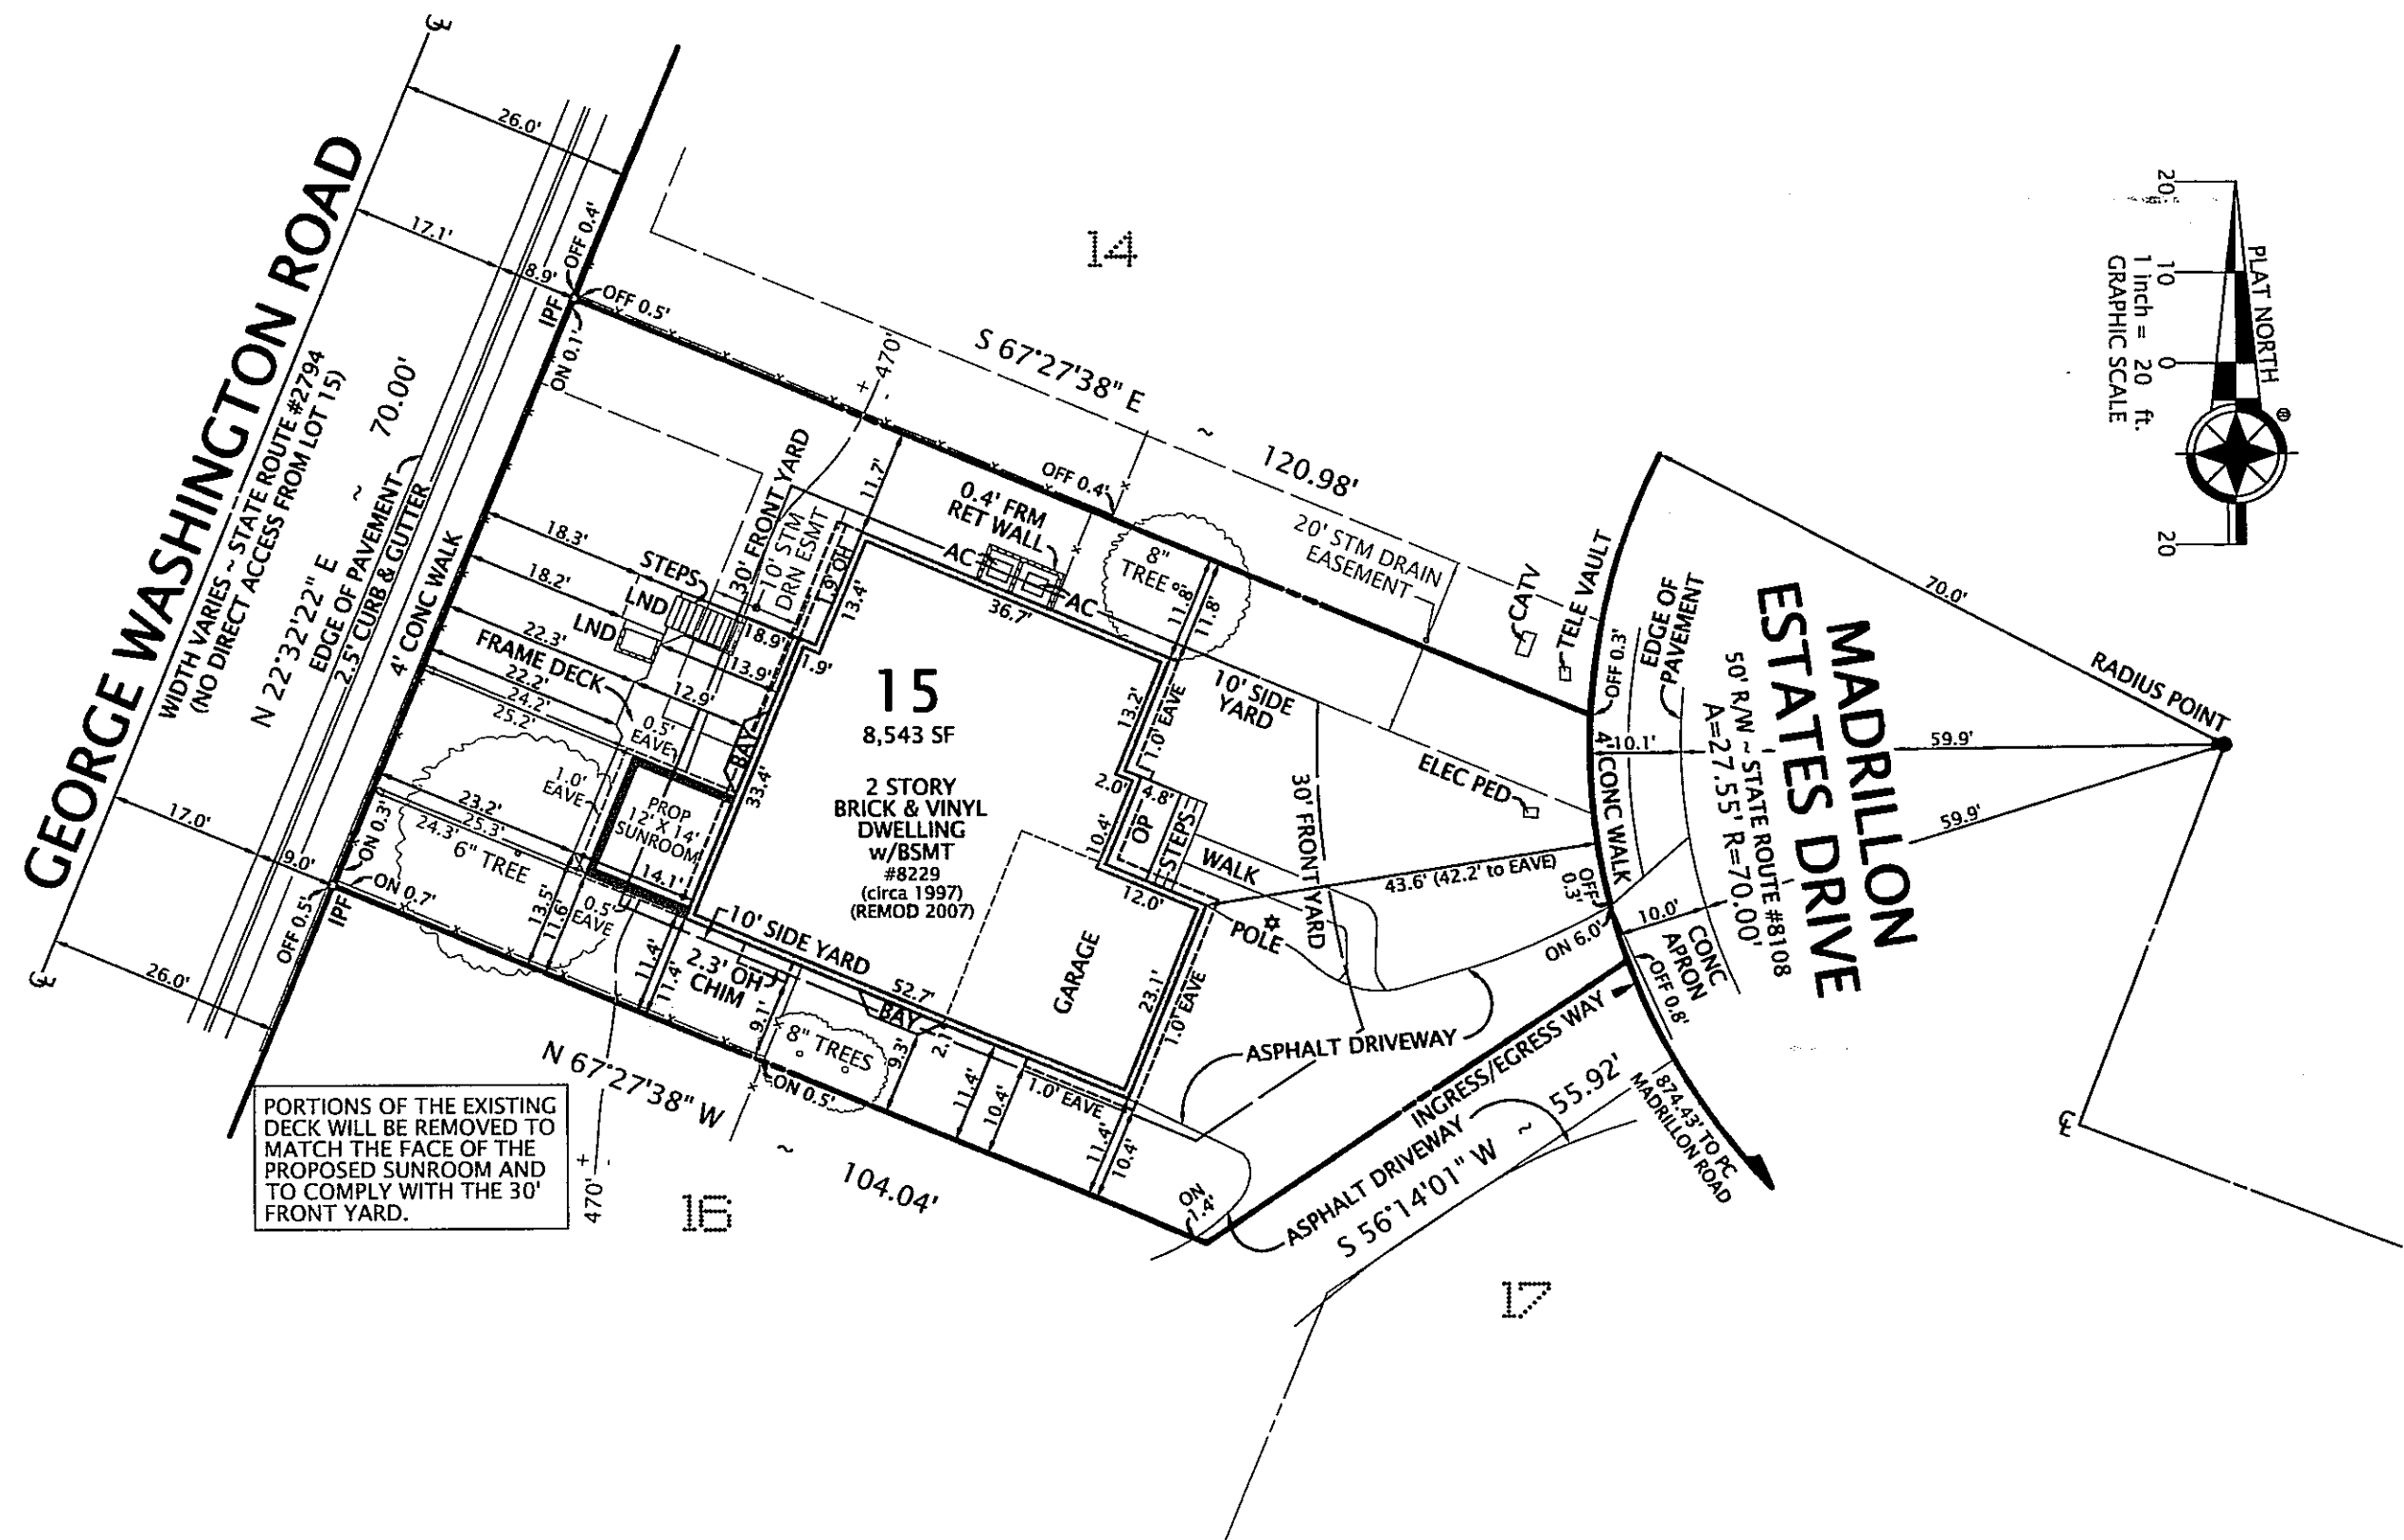 GEORGE WASHINGTON ROAD
WIDTH VARIES ~ STATE ROUTE #2794
(NO DIRECT ACCESS FROM LOT 15)
N 22°32'22" E ~ 70.00'
EDGE OF PAVEMENT
2.5' CURB & GUTTER
4' CONC WALK
26.0'
17.1'
8.9'
OFF 0.4'
IPF
OFF 0.5'
ON 0.1'
17.0'
9.0'
26.0'
OFF 0.5'
IPF
ON 0.3'
ON 0.7'
14
S 67°27'38" E ~ 120.98'
+ 470' -
OFF 0.4'
20' STM DRAIN
EASEMENT
CATV
TELE VAULT
30' FRONT YARD
10' STM
DRN ESMT
11.7'
1.9' OH
13.4'
0.4' FRM
RET WALL
AC
AC
36.7'
8"
TREE
11.8'
11.8'
10' SIDE
YARD
18.3'
STEPS
18.2'
LND
LND
22.3'
FRAME DECK
22.2'
24.2'
25.2'
18.9'
13.9'
12.9'
1.9'
0.5'
EAVE
BAY
33.4'
1.0'
EAVE
PROP
12' X 14'
SUNROOM
14.1'
23.2'
25.3'
24.3'
6" TREE
12'
13.5'
11.6'
0.5'
EAVE
11.4'
11.4'
15
8,543 SF
2 STORY
BRICK & VINYL
DWELLING
w/BSMT
#8229
(circa 1997)
(REMOD 2007)
13.2'
1.0' EAVE
2.0'
4.8'
OP
STEPS
10.4'
12.0'
WALK
30' FRONT YARD
ELEC PED
43.6' (42.2' to EAVE)
POLE
GARAGE
23.1'
1.0' EAVE
10' SIDE YARD
2.3' OH
CHIM
52.7'
BAY
9.1'
8" TREES
9.3'
2.1'
11.4'
10.4'
1.0' EAVE
11.4'
10.4'
ON 0.5'
N 67°27'38" W ~ 104.04'
470' + -
16
ON
1.4'
ASPHALT DRIVEWAY
INGRESS/EGRESS WAY
ASPHALT DRIVEWAY
S 56°14'01" W ~ 55.92'
17
874.43' TO PC
MADRILLON ROAD
OFF 0.3'
EDGE OF
PAVEMENT
4' CONC WALK
10.1'
OFF
0.3'
ON 6.0'
10.0'
CONC
APRON
OFF 0.8'
MADRILLON
ESTATES DRIVE
50' R/W ~ STATE ROUTE #8108
A=27.55' R=70.00'
70.0'
RADIUS POINT
59.9'
59.9'
PLAT NORTH
20
10
0
20
1 inch = 20 ft.
GRAPHIC SCALE
PORTIONS OF THE EXISTING
DECK WILL BE REMOVED TO
MATCH THE FACE OF THE
PROPOSED SUNROOM AND
TO COMPLY WITH THE 30'
FRONT YARD.